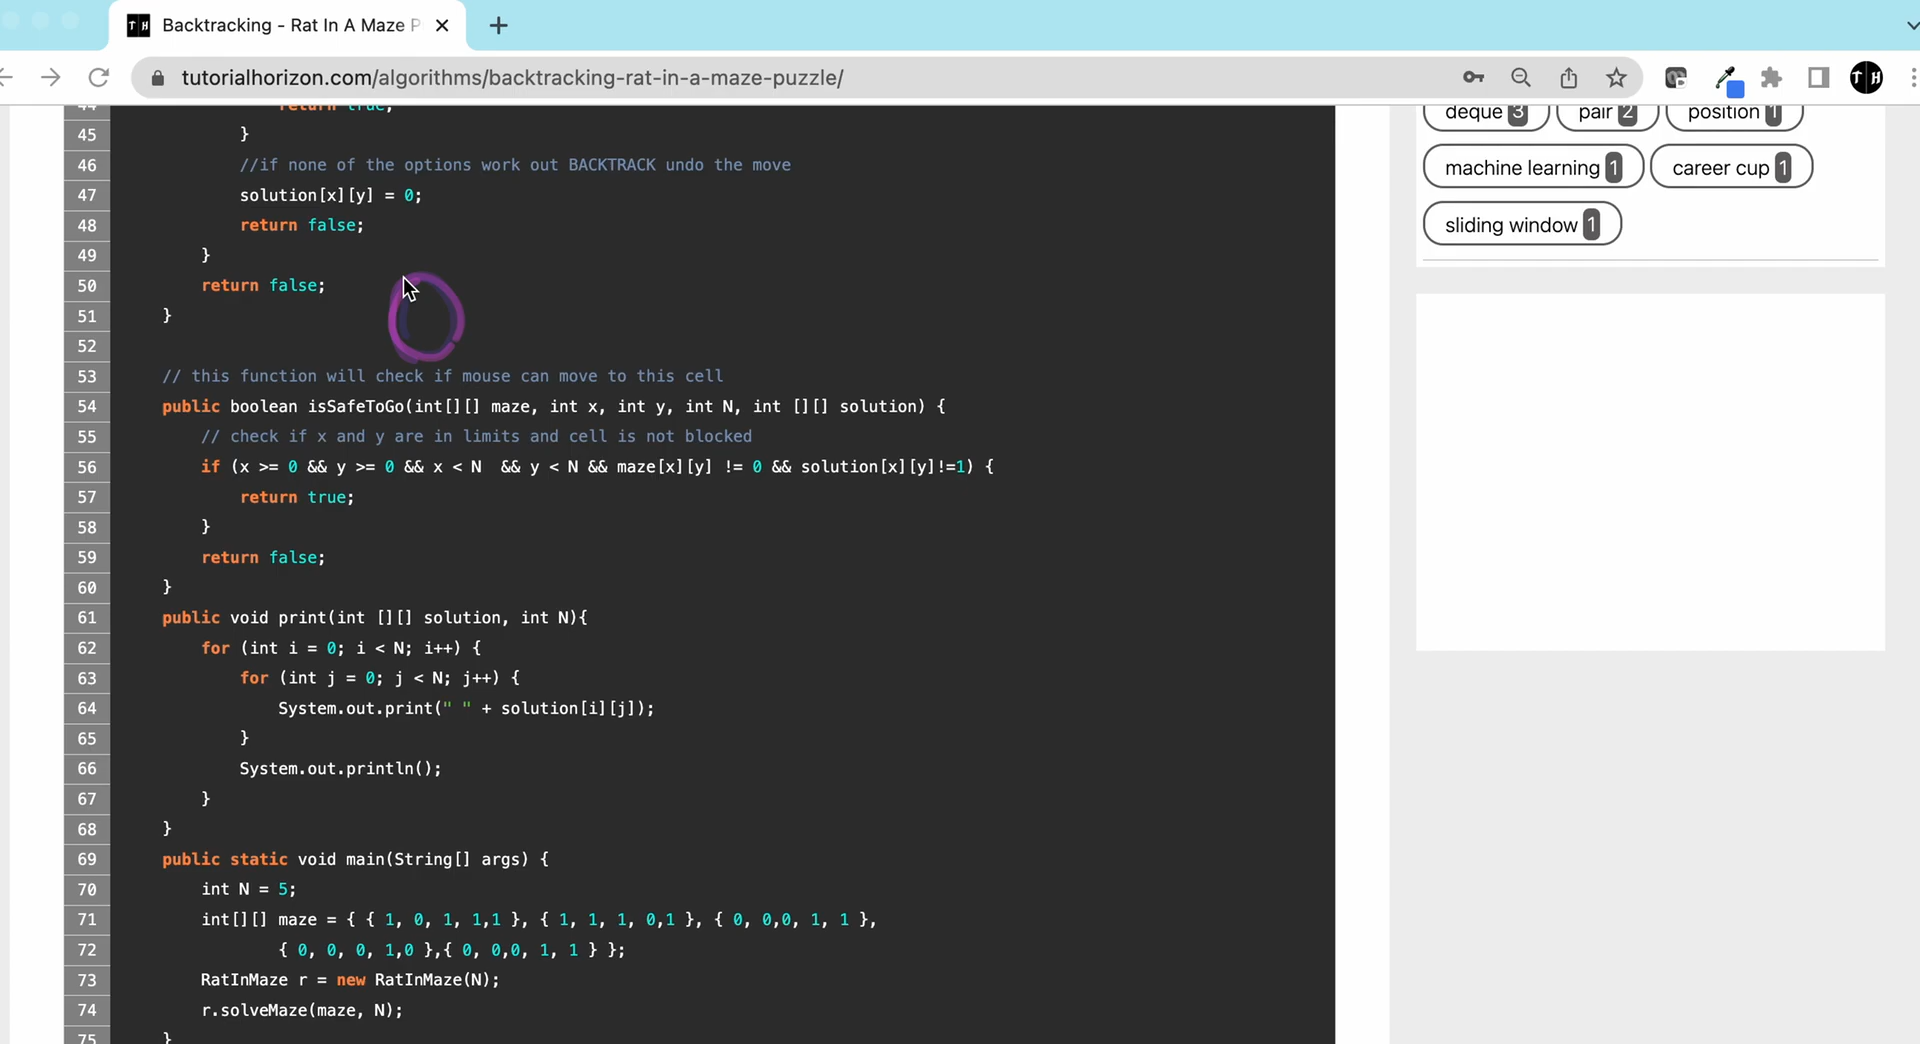 Backtracking - Rat In A Maze P
tutorialhorizon.com/algorithms/backtracking-rat-in-a-maze-puzzle/
44 return true;
45 }
46 //if none of the options work out BACKTRACK undo the move
47 solution[x][y] = 0;
48 return false;
49 }
50 return false;
51 }
52
53 // this function will check if mouse can move to this cell
54 public boolean isSafeToGo(int[][] maze, int x, int y, int N, int [][] solution) {
55 // check if x and y are in limits and cell is not blocked
56 if (x >= 0 && y >= 0 && x < N  && y < N && maze[x][y] != 0 && solution[x][y]!=1) {
57 return true;
58 }
59 return false;
60 }
61 public void print(int [][] solution, int N){
62 for (int i = 0; i < N; i++) {
63 for (int j = 0; j < N; j++) {
64 System.out.print(" " + solution[i][j]);
65 }
66 System.out.println();
67 }
68 }
69 public static void main(String[] args) {
70 int N = 5;
71 int[][] maze = { { 1, 0, 1, 1,1 }, { 1, 1, 1, 0,1 }, { 0, 0,0, 1, 1 },
72 { 0, 0, 0, 1,0 },{ 0, 0,0, 1, 1 } };
73 RatInMaze r = new RatInMaze(N);
74 r.solveMaze(maze, N);
75 }
deque 3 pair 2 position 1
machine learning 1 career cup 1
sliding window 1
T H
T H